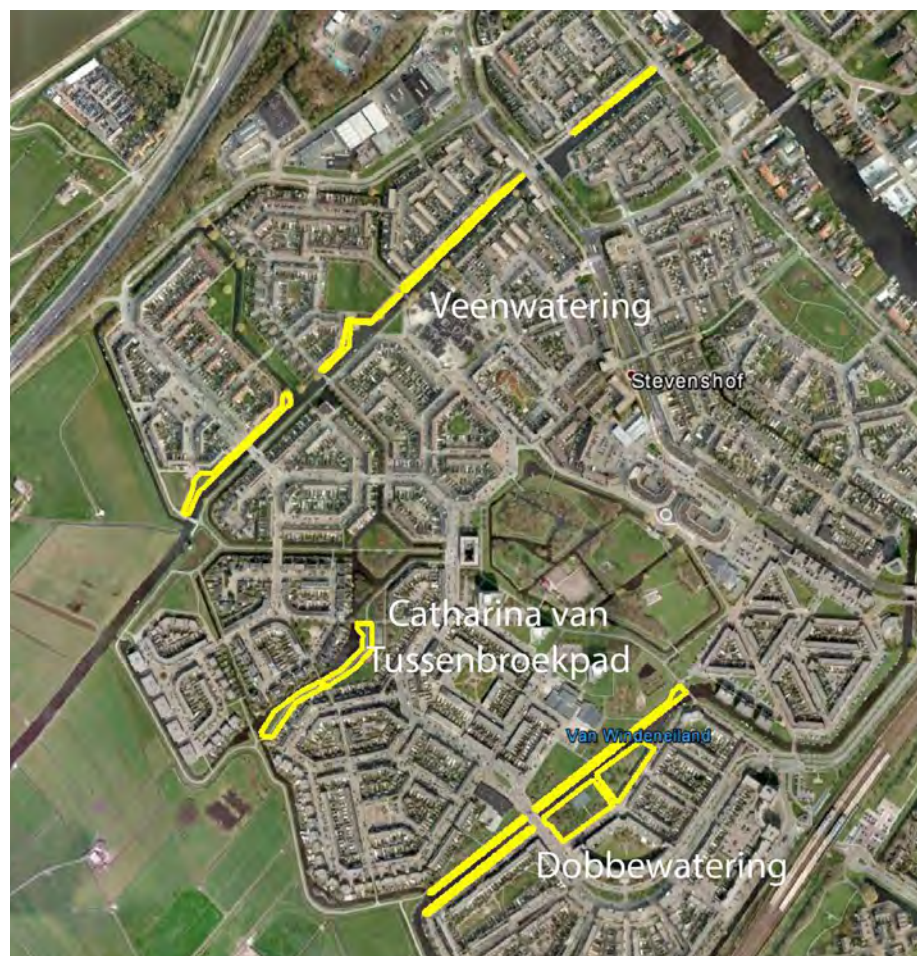 Veenwatering
Stevenshof
Catharina van
Tussenbroekpad
Van Windeneiland
Dobbewatering